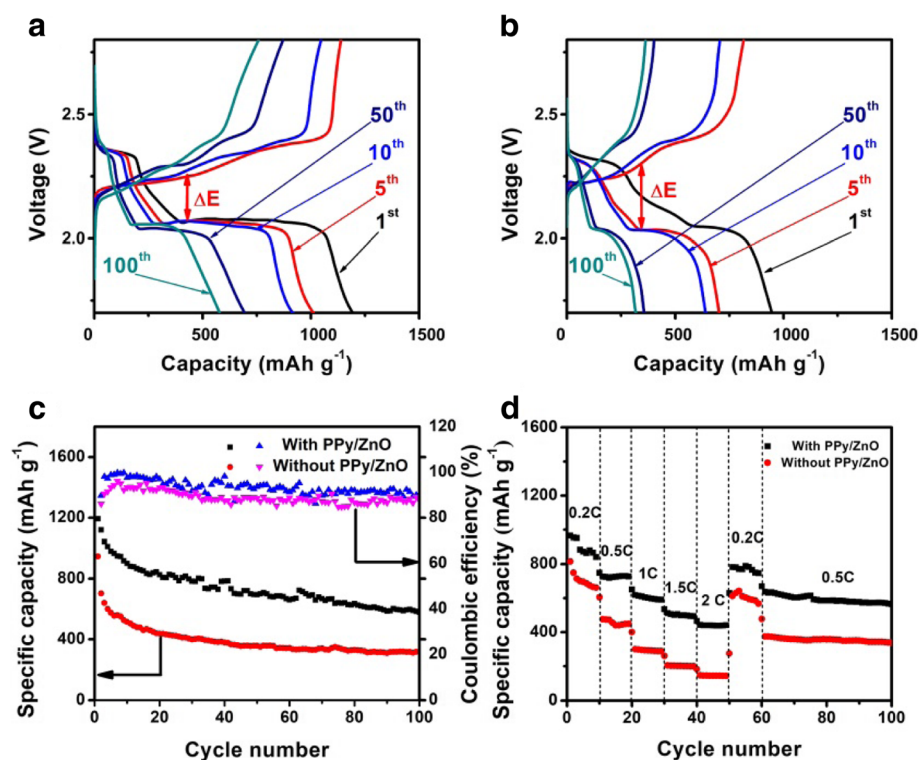 a
2.5
2.0
Voltage (V)
50th
10th
5th
1st
100th
ΔE
0 500 1000 1500
Capacity (mAh g-1)
b
2.5
2.0
Voltage (V)
50th
10th
5th
1st
100th
ΔE
0 500 1000 1500
Capacity (mAh g-1)
c
1800
1500
1200
800
400
0
Specific capacity (mAh g-1)
With PPy/ZnO
Without PPy/ZnO
120
100
80
60
40
20
0
Coulombic efficiency (%)
0 20 40 60 80 100
Cycle number
d
1600
1200
800
400
0
Specific capacity (mAh g-1)
With PPy/ZnO
Without PPy/ZnO
0.2C
0.5C
1C
1.5C
2 C
0.2C
0.5C
0 20 40 60 80 100
Cycle number